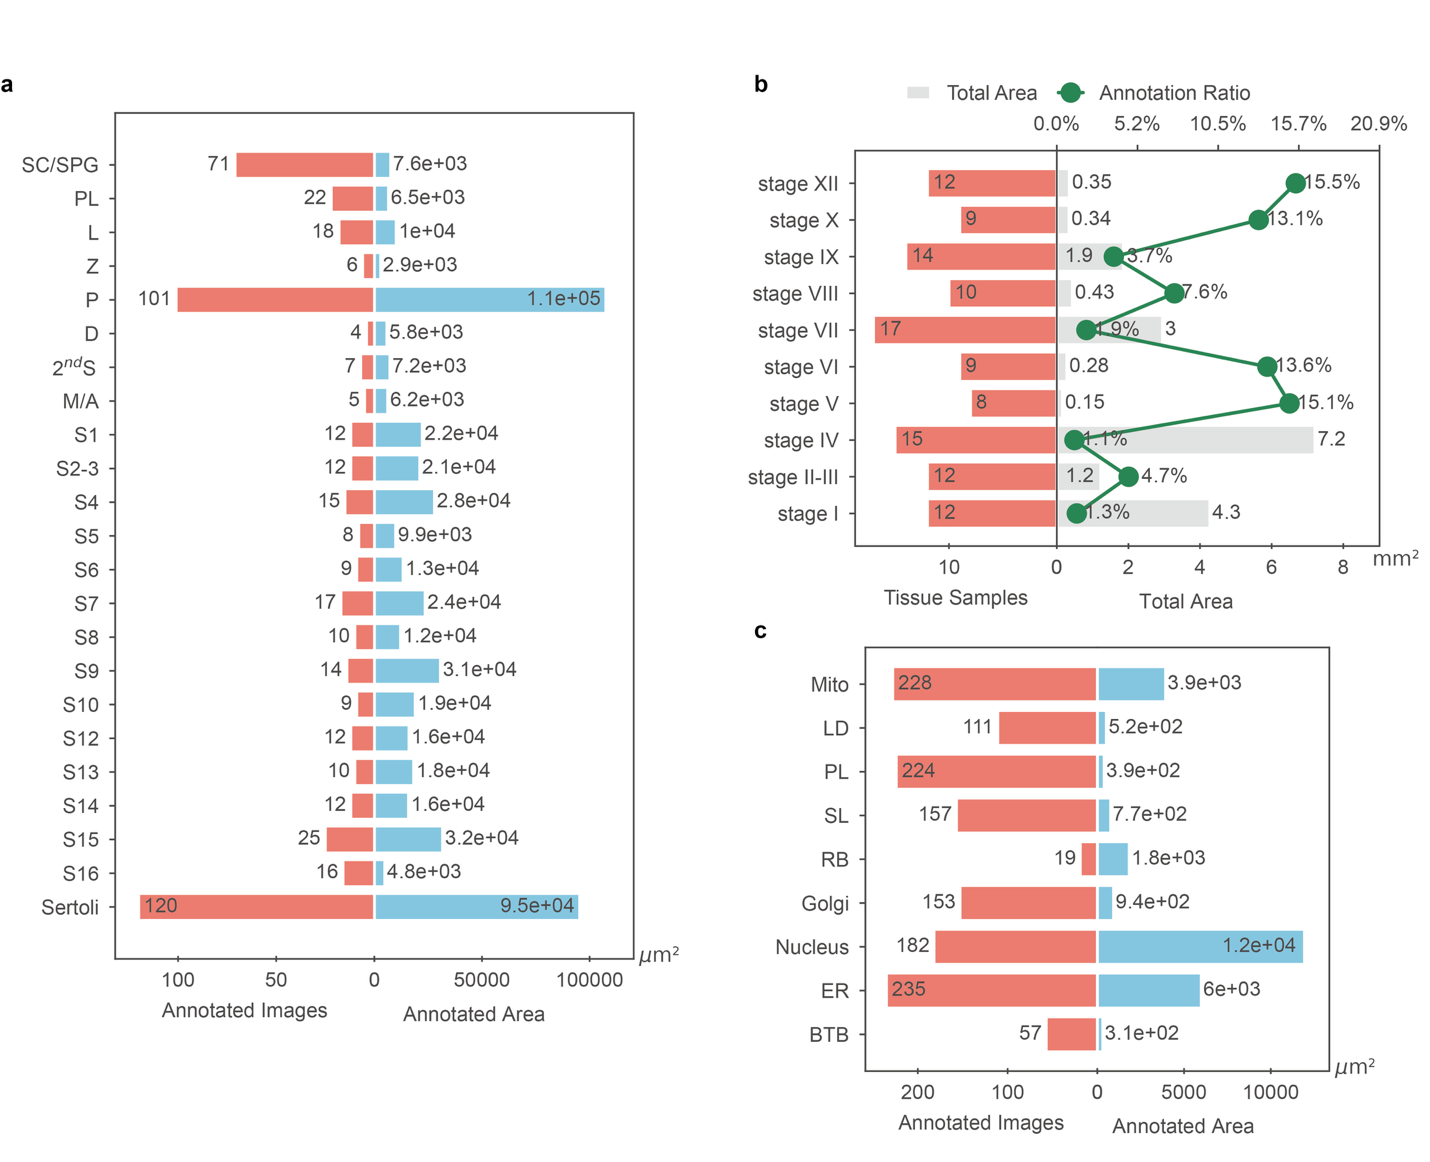 a
SC/SPG 71 7.6e+03
PL 22 6.5e+03
L 18 1e+04
Z 6 2.9e+03
P 101 1.1e+05
D 4 5.8e+03
2ndS 7 7.2e+03
M/A 5 6.2e+03
S1 12 2.2e+04
S2-3 12 2.1e+04
S4 15 2.8e+04
S5 8 9.9e+03
S6 9 1.3e+04
S7 17 2.4e+04
S8 10 1.2e+04
S9 14 3.1e+04
S10 9 1.9e+04
S12 12 1.6e+04
S13 10 1.8e+04
S14 12 1.6e+04
S15 25 3.2e+04
S16 16 4.8e+03
Sertoli 120 9.5e+04
μm²
100 50 0 50000 100000
Annotated Images Annotated Area
b
Total Area Annotation Ratio
0.0% 5.2% 10.5% 15.7% 20.9%
stage XII 12 0.35 15.5%
stage X 9 0.34 13.1%
stage IX 14 1.9 3.7%
stage VIII 10 0.43 7.6%
stage VII 17 1.9% 3
stage VI 9 0.28 13.6%
stage V 8 0.15 15.1%
stage IV 15 1.1% 7.2
stage II-III 12 1.2 4.7%
stage I 12 1.3% 4.3
mm²
10 0 2 4 6 8
Tissue Samples Total Area
c
Mito 228 3.9e+03
LD 111 5.2e+02
PL 224 3.9e+02
SL 157 7.7e+02
RB 19 1.8e+03
Golgi 153 9.4e+02
Nucleus 182 1.2e+04
ER 235 6e+03
BTB 57 3.1e+02
μm²
200 100 0 5000 10000
Annotated Images Annotated Area